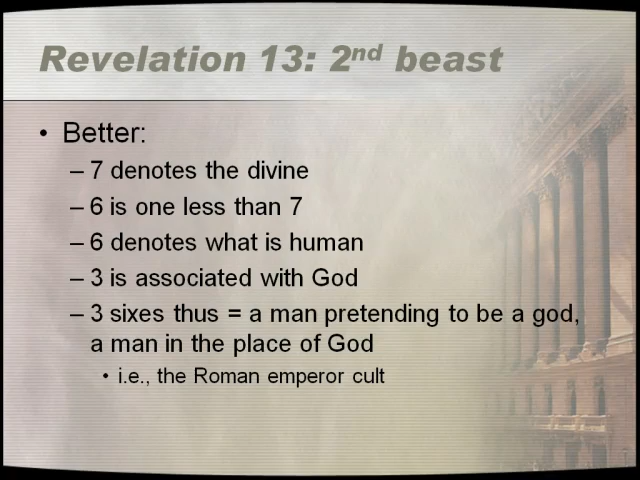 Revelation 13: 2nd beast
• Better:
– 7 denotes the divine
– 6 is one less than 7
– 6 denotes what is human
– 3 is associated with God
– 3 sixes thus = a man pretending to be a god,
a man in the place of God
• i.e., the Roman emperor cult